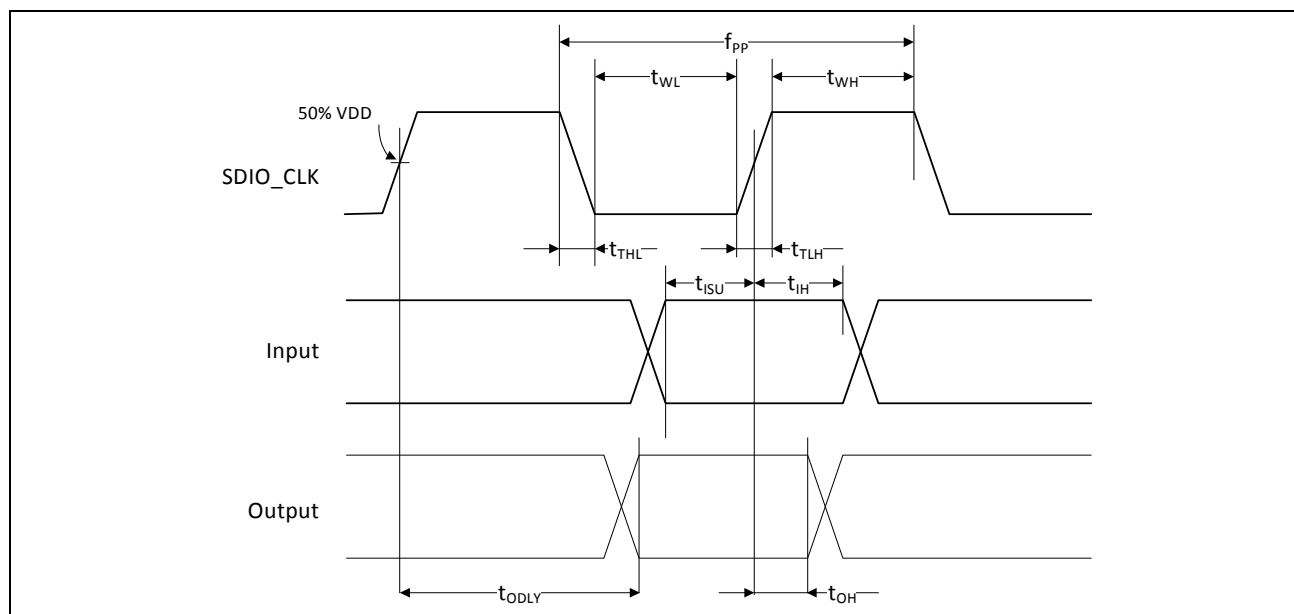 fPP
tWL
tWH
50% VDD
SDIO_CLK
tTHL
tTLH
tISU
tIH
Input
Output
tODLY
tOH